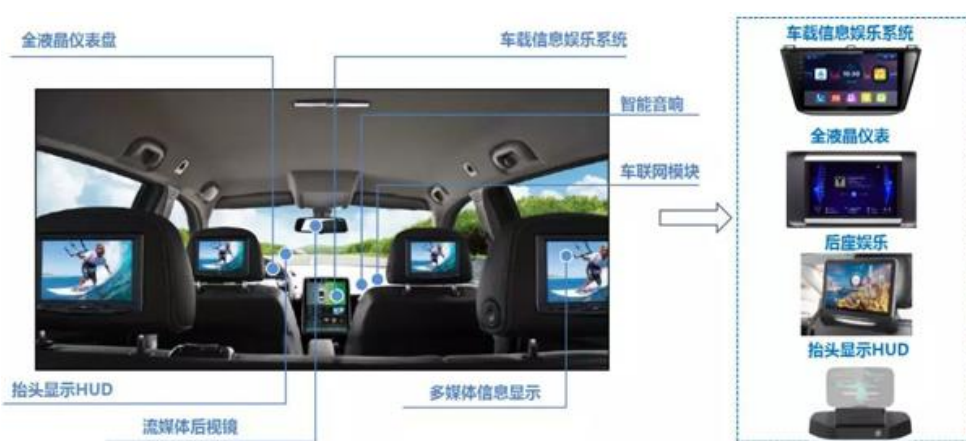 全液晶仪表盘
车载信息娱乐系统
智能音响
车联网模块
抬头显示HUD
流媒体后视镜
多媒体信息显示
车载信息娱乐系统
10:30
全液晶仪表
后座娱乐
抬头显示HUD